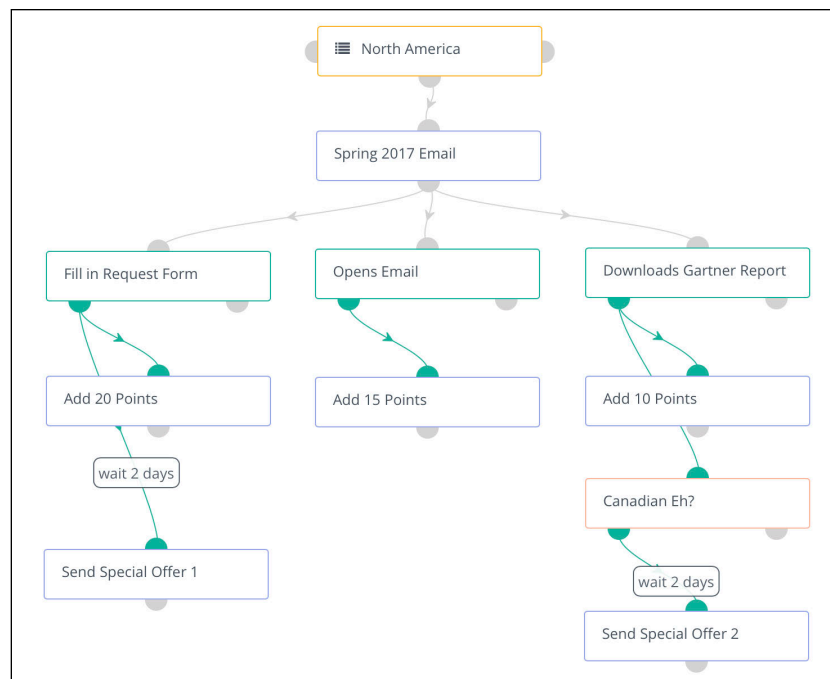 North America
Spring 2017 Email
Fill in Request Form
Opens Email
Downloads Gartner Report
Add 20 Points
Add 15 Points
Add 10 Points
wait 2 days
Canadian Eh?
Send Special Offer 1
wait 2 days
Send Special Offer 2